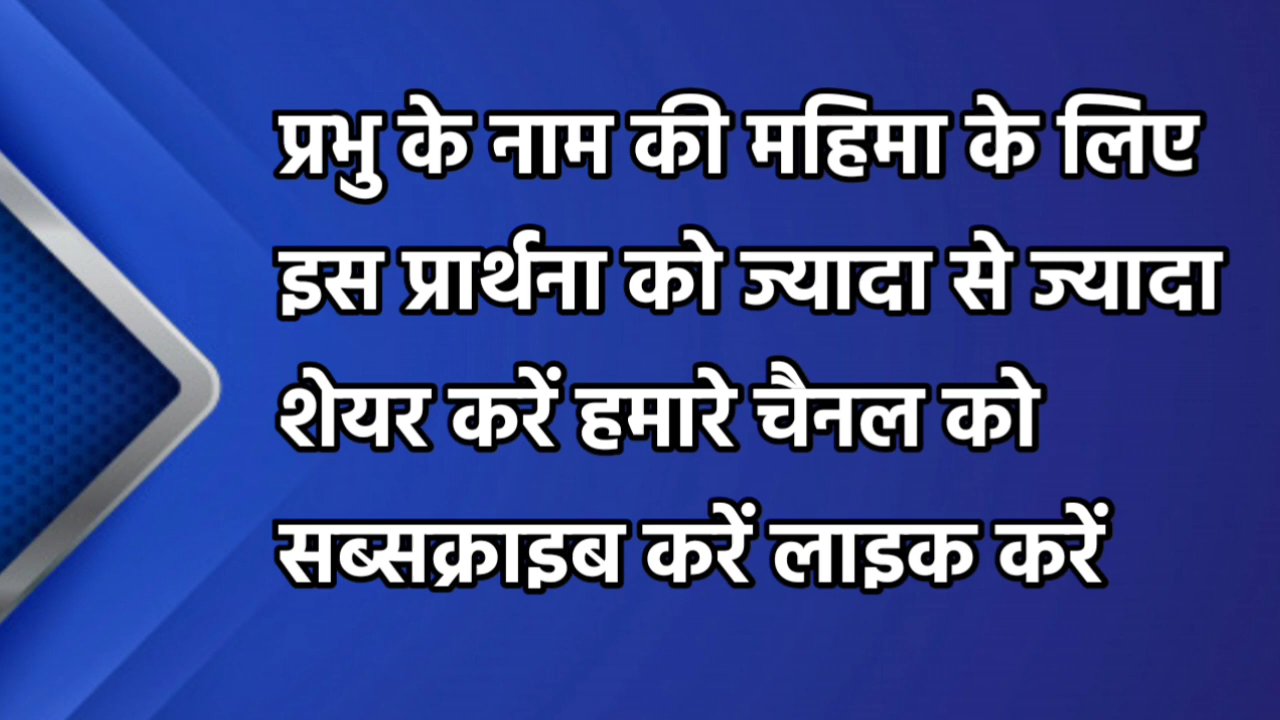 प्रभु के नाम की महिमा के लिए
इस प्रार्थना को ज्यादा से ज्यादा
शेयर करें हमारे चैनल को
सब्सक्राइब करें लाइक करें